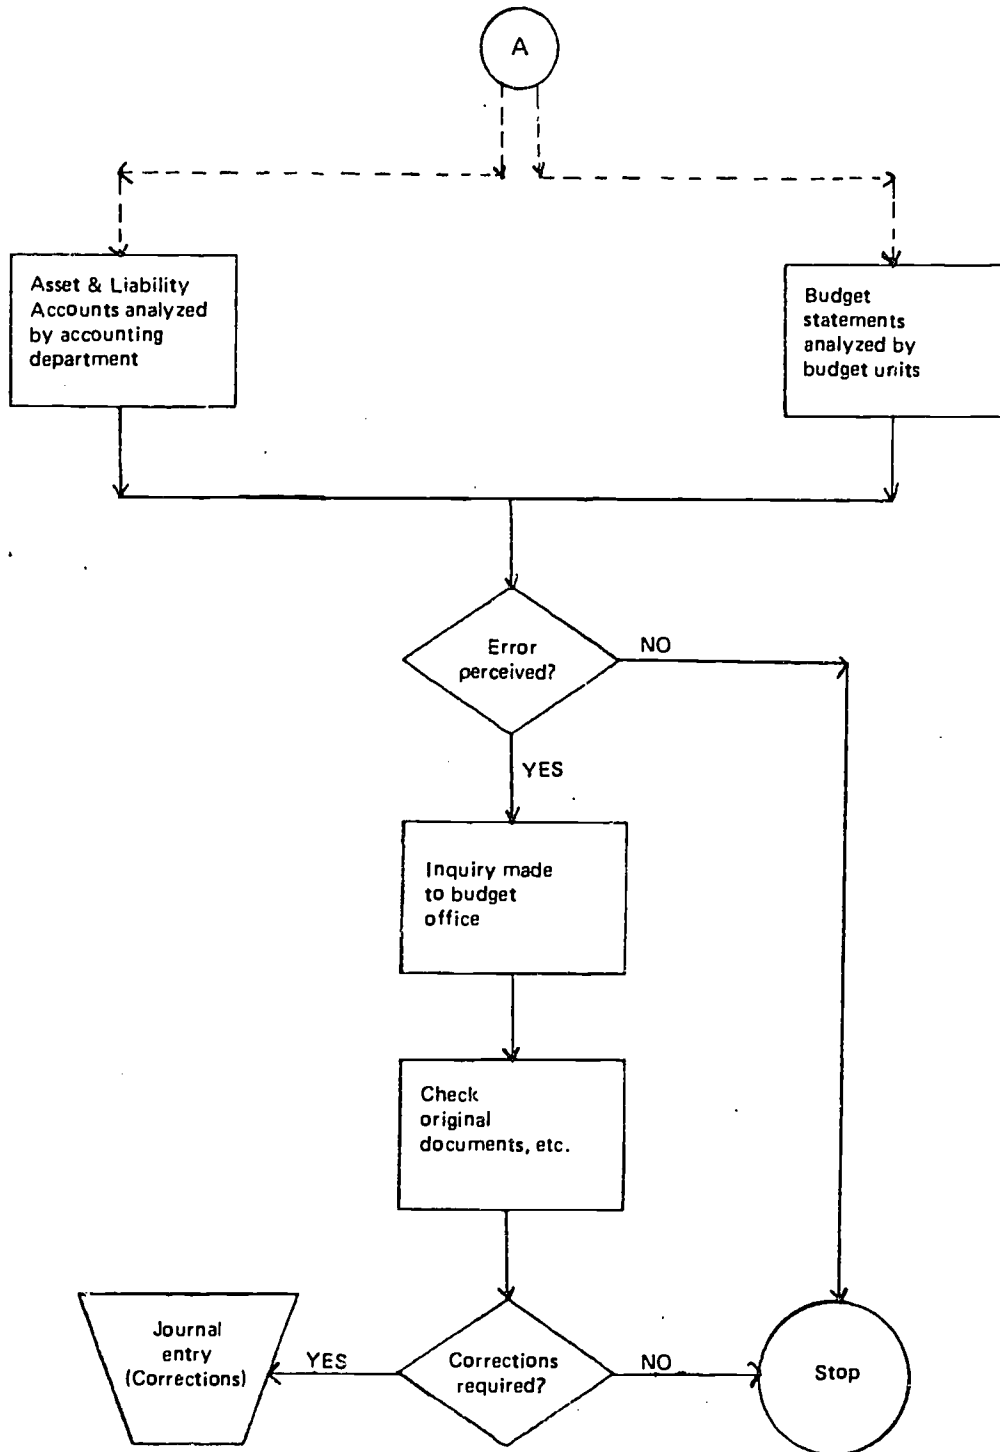 A
Asset & Liability
Accounts analyzed
by accounting
department
Budget
statements
analyzed by
budget units
Error
perceived?
NO
YES
Inquiry made
to budget
office
Check
original
documents, etc.
Journal
entry
(Corrections)
YES
Corrections
required?
NO
Stop